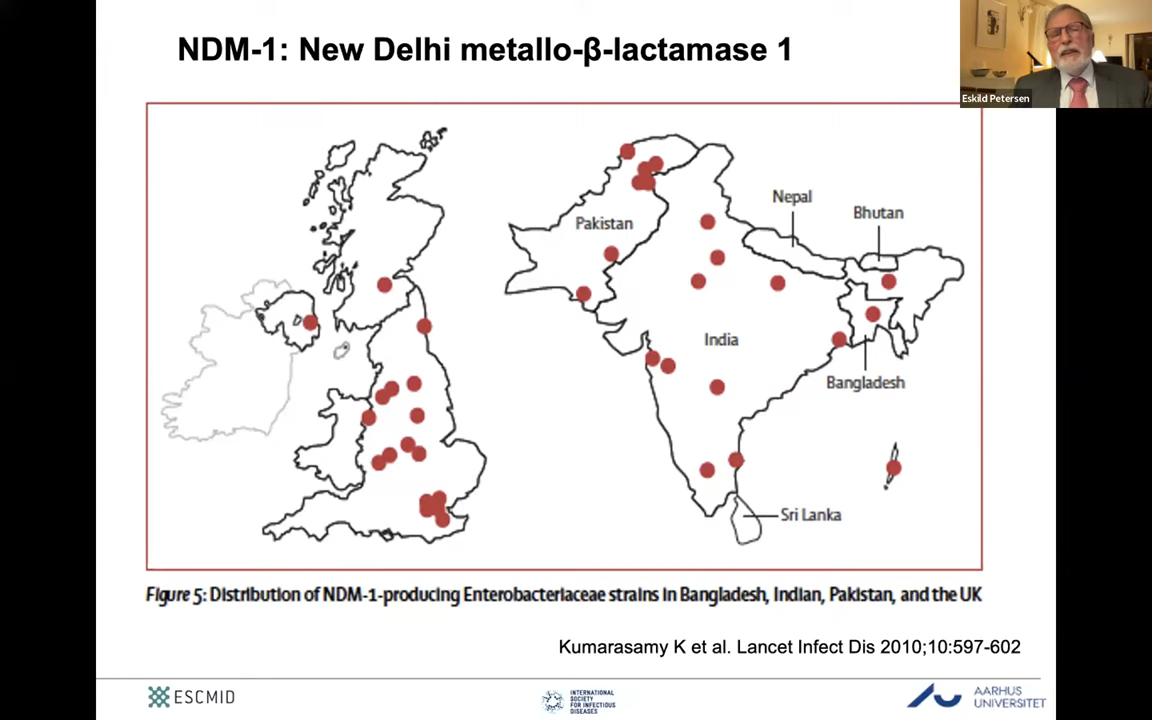 NDM-1: New Delhi metallo-β-lactamase 1
Eskild Petersen
Nepal
Bhutan
Pakistan
India
Bangladesh
Sri Lanka
Figure 5: Distribution of NDM-1-producing Enterobacteriaceae strains in Bangladesh, Indian, Pakistan, and the UK
Kumarasamy K et al. Lancet Infect Dis 2010;10:597-602
ESCMID
INTERNATIONAL
SOCIETY
FOR INFECTIOUS
DISEASES
AARHUS
UNIVERSITET